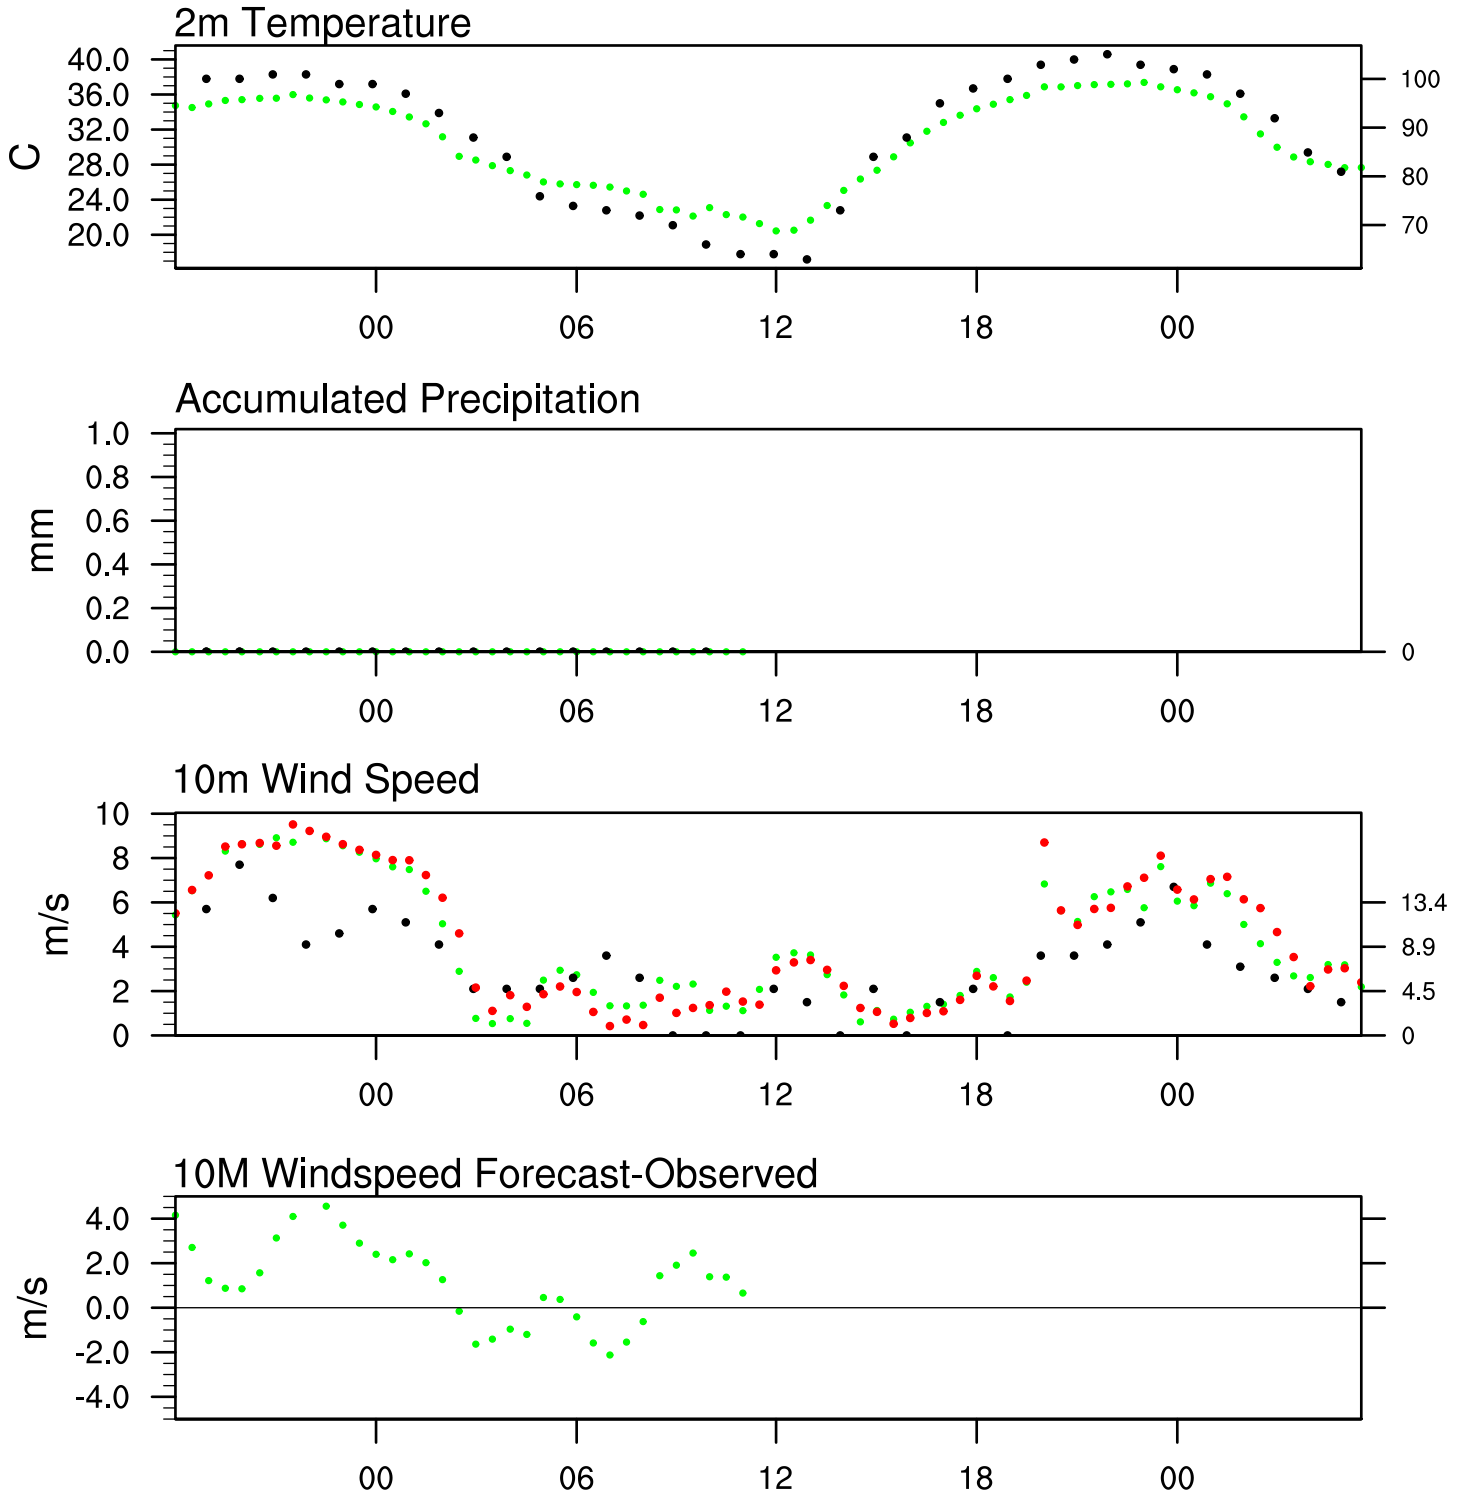 2m Temperature
C
40.0
36.0
32.0
28.0
24.0
20.0
100
90
80
70
00 06 12 18 00
Accumulated Precipitation
mm
1.0
0.8
0.6
0.4
0.2
0.0
0
00 06 12 18 00
10m Wind Speed
m/s
10
8
6
4
2
0
13.4
8.9
4.5
0
00 06 12 18 00
10M Windspeed Forecast-Observed
m/s
4.0
2.0
0.0
-2.0
-4.0
00 06 12 18 00